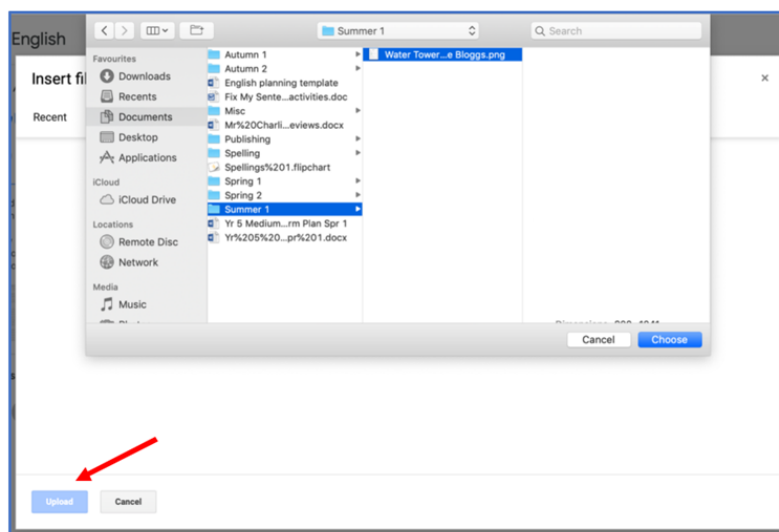 English
Summer 1
Search
Insert fi
Recent
Favourites
Downloads
Recents
Documents
Desktop
Applications
iCloud
iCloud Drive
Locations
Remote Disc
Network
Media
Music
Autumn 1
Autumn 2
English planning template
Fix My Sente...activities.doc
Misc
Mr%20Charli...eviews.docx
Publishing
Spelling
Spellings%201.flipchart
Spring 1
Spring 2
Summer 1
Yr 5 Medium...rm Plan Spr 1
Yr%205%20...pr%201.docx
Water Tower...e Bloggs.png
Cancel
Choose
Upload
Cancel